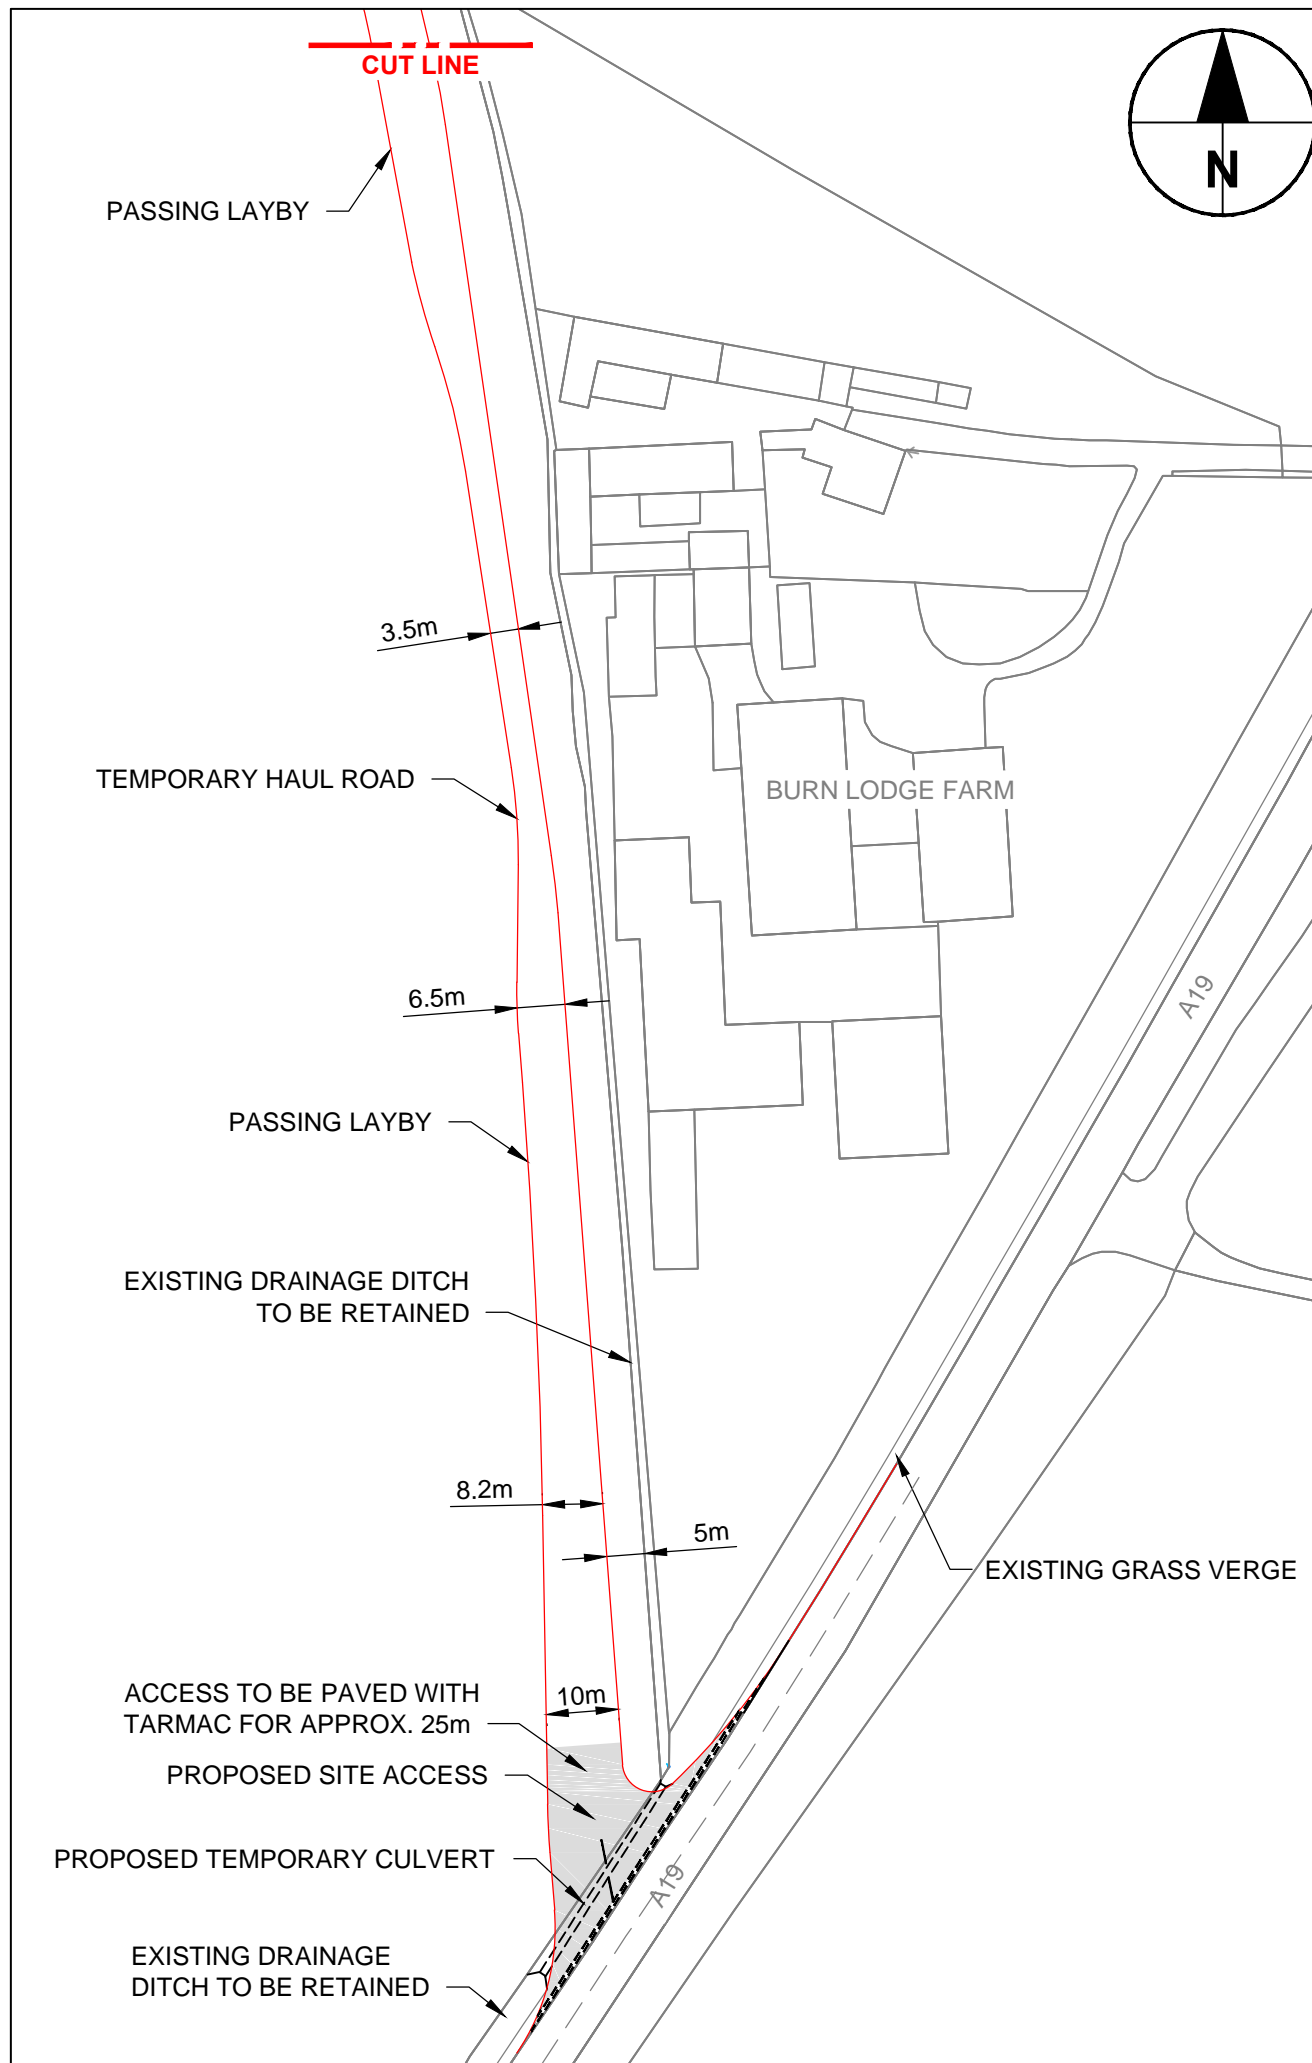 CUT LINE
N
PASSING LAYBY
3.5m
TEMPORARY HAUL ROAD
BURN LODGE FARM
A19
6.5m
PASSING LAYBY
EXISTING DRAINAGE DITCH
TO BE RETAINED
8.2m
5m
EXISTING GRASS VERGE
ACCESS TO BE PAVED WITH
TARMAC FOR APPROX. 25m
10m
PROPOSED SITE ACCESS
PROPOSED TEMPORARY CULVERT
A19
EXISTING DRAINAGE
DITCH TO BE RETAINED